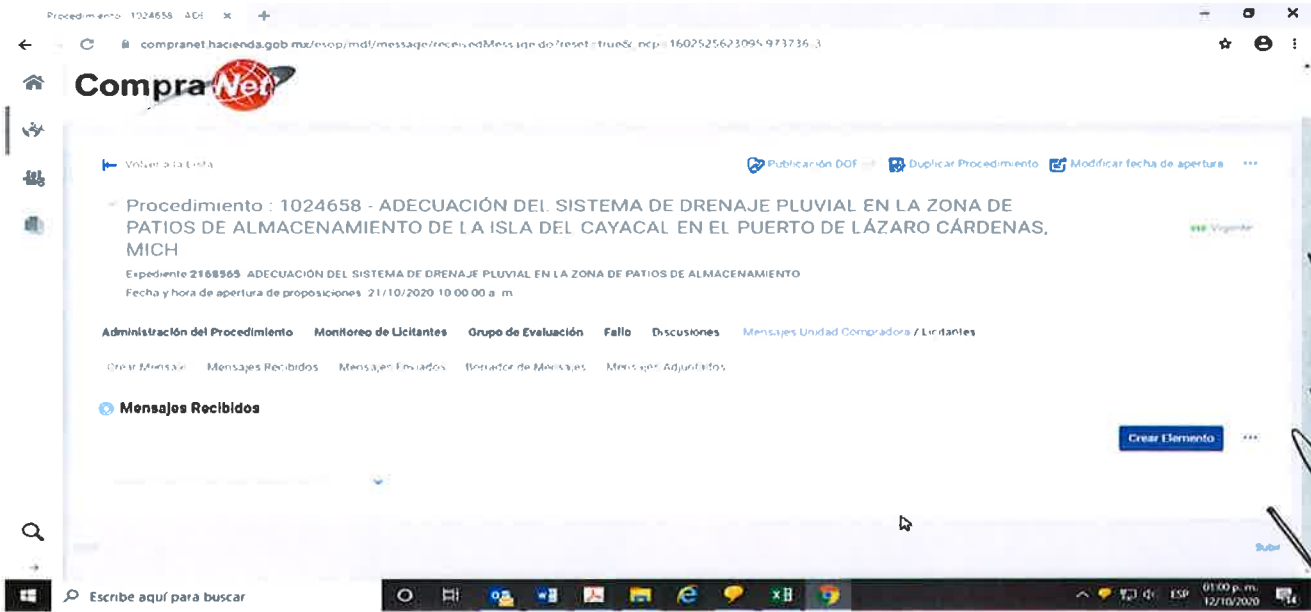 Procedimiento: 1024658 - ADE
compranet.hacienda.gob.mx/esop/mdf/message/receivedMessage.do?reset=true&_ncp=1602525623095.973736-3
CompraNet
Volver a la Lista
Publicación DOF
Duplicar Procedimiento
Modificar fecha de apertura
Procedimiento : 1024658 - ADECUACIÓN DEL SISTEMA DE DRENAJE PLUVIAL EN LA ZONA DE
PATIOS DE ALMACENAMIENTO DE LA ISLA DEL CAYACAL EN EL PUERTO DE LÁZARO CÁRDENAS,
MICH
Vigente
Expediente 2168565 ADECUACIÓN DEL SISTEMA DE DRENAJE PLUVIAL EN LA ZONA DE PATIOS DE ALMACENAMIENTO
Fecha y hora de apertura de proposiciones 21/10/2020 10:00:00 a. m.
Administración del Procedimiento Monitoreo de Licitantes Grupo de Evaluación Fallo Discusiones Mensajes Unidad Compradora / Licitantes
Crear Mensaje Mensajes Recibidos Mensajes Enviados Borrador de Mensajes Mensajes Adjuntados
Mensajes Recibidos
Crear Elemento
Subir
Escribe aquí para buscar
ESP
01:00 p. m.
12/10/2020